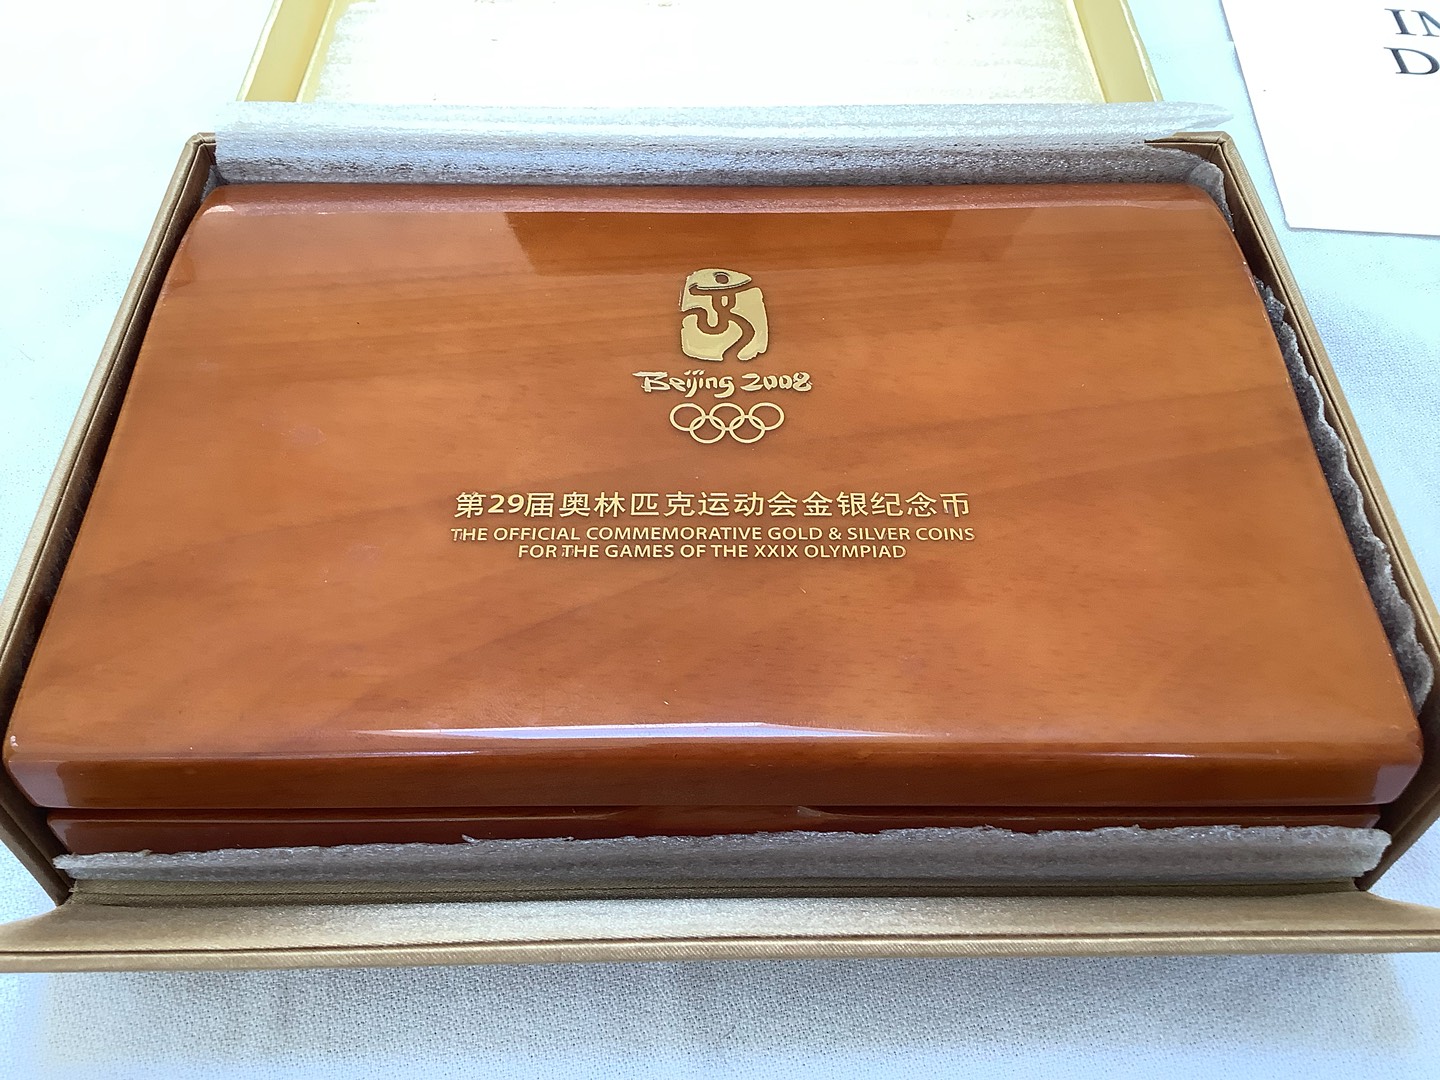 IN
D
Beijing 2008
第29届奥林匹克运动会金银纪念币
THE OFFICIAL COMMEMORATIVE GOLD & SILVER COINS
FOR THE GAMES OF THE XXIX OLYMPIAD